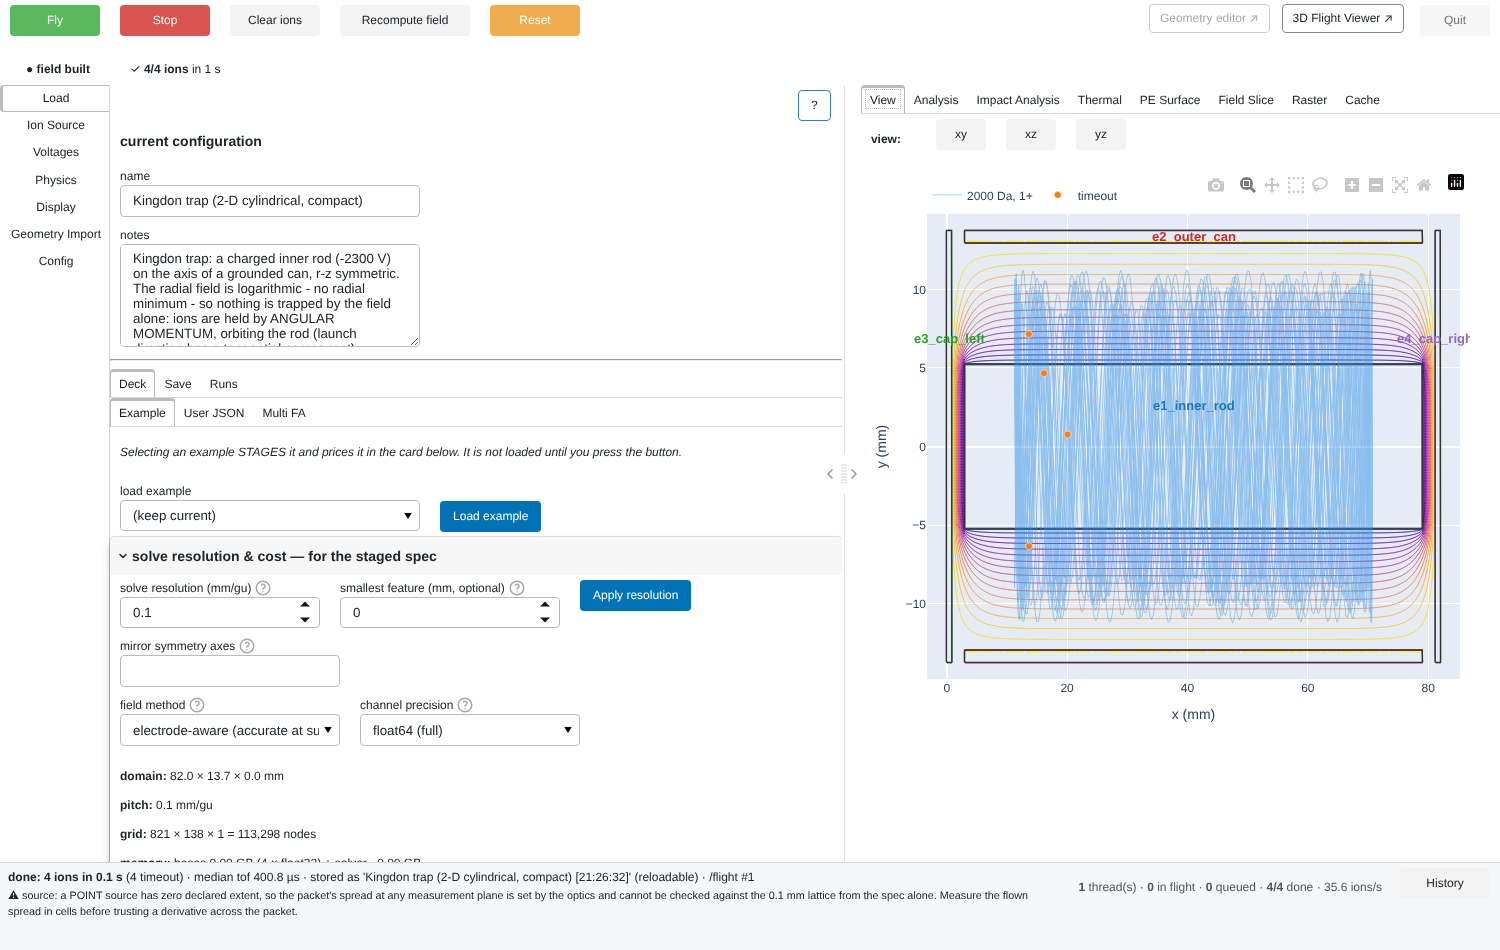 Fly
Stop
Clear ions
Recompute field
Reset
Geometry editor
3D Flight Viewer
Quit
● field built
4/4 ions in 1 s
Load
Ion Source
Voltages
Physics
Display
Geometry Import
Config
?
current configuration
name
Kingdon trap (2-D cylindrical, compact)
notes
Kingdon trap: a charged inner rod (-2300 V)
on the axis of a grounded can, r-z symmetric.
The radial field is logarithmic - no radial
minimum - so nothing is trapped by the field
alone: ions are held by ANGULAR
MOMENTUM, orbiting the rod (launch
Deck
Save
Runs
Example
User JSON
Multi FA
Selecting an example STAGES it and prices it in the card below. It is not loaded until you press the button.
load example
(keep current)
Load example
solve resolution & cost — for the staged spec
solve resolution (mm/gu) ?
smallest feature (mm, optional) ?
0.1
0
Apply resolution
mirror symmetry axes ?
field method ?
channel precision ?
electrode-aware (accurate at su
float64 (full)
domain: 82.0 × 13.7 × 0.0 mm
pitch: 0.1 mm/gu
grid: 821 × 138 × 1 = 113,298 nodes
View
Analysis
Impact Analysis
Thermal
PE Surface
Field Slice
Raster
Cache
view:
xy
xz
yz
2000 Da, 1+
timeout
e2_outer_can
e3_cap_left
e4_cap_righ
e1_inner_rod
10
5
0
−5
−10
y (mm)
0
20
40
60
80
x (mm)
done: 4 ions in 0.1 s (4 timeout) · median tof 400.8 µs · stored as 'Kingdon trap (2-D cylindrical, compact) [21:26:32]' (reloadable) · /flight #1
source: a POINT source has zero declared extent, so the packet's spread at any measurement plane is set by the optics and cannot be checked against the 0.1 mm lattice from the spec alone. Measure the flown
spread in cells before trusting a derivative across the packet.
1 thread(s) · 0 in flight · 0 queued · 4/4 done · 35.6 ions/s
History